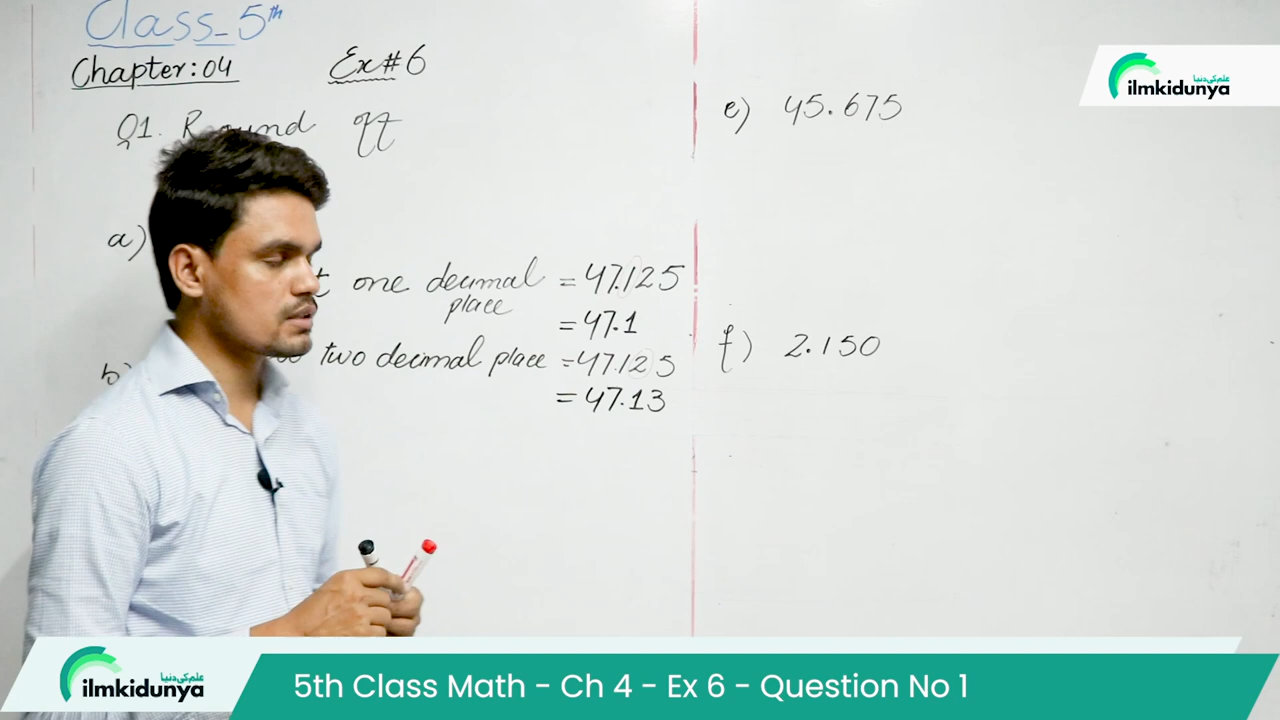 Class_5th
Chapter:04 Ex#6
Q1. Round off
a)
one decimal
place
= 47.125
= 47.1
b)
two decimal place = 47.125
= 47.13
e) 45.675
f) 2.150
علم کی دنیا
ilmkidunya
علم کی دنیا
ilmkidunya
5th Class Math - Ch 4 - Ex 6 - Question No 1